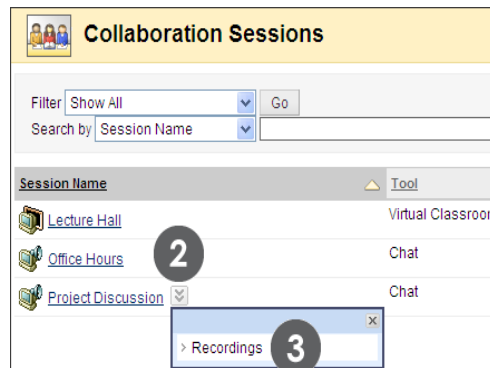 Collaboration Sessions
Filter Show All Go
Search by Session Name
Session Name Tool
Lecture Hall Virtual Classroom
Office Hours 2 Chat
Project Discussion Chat
> Recordings 3